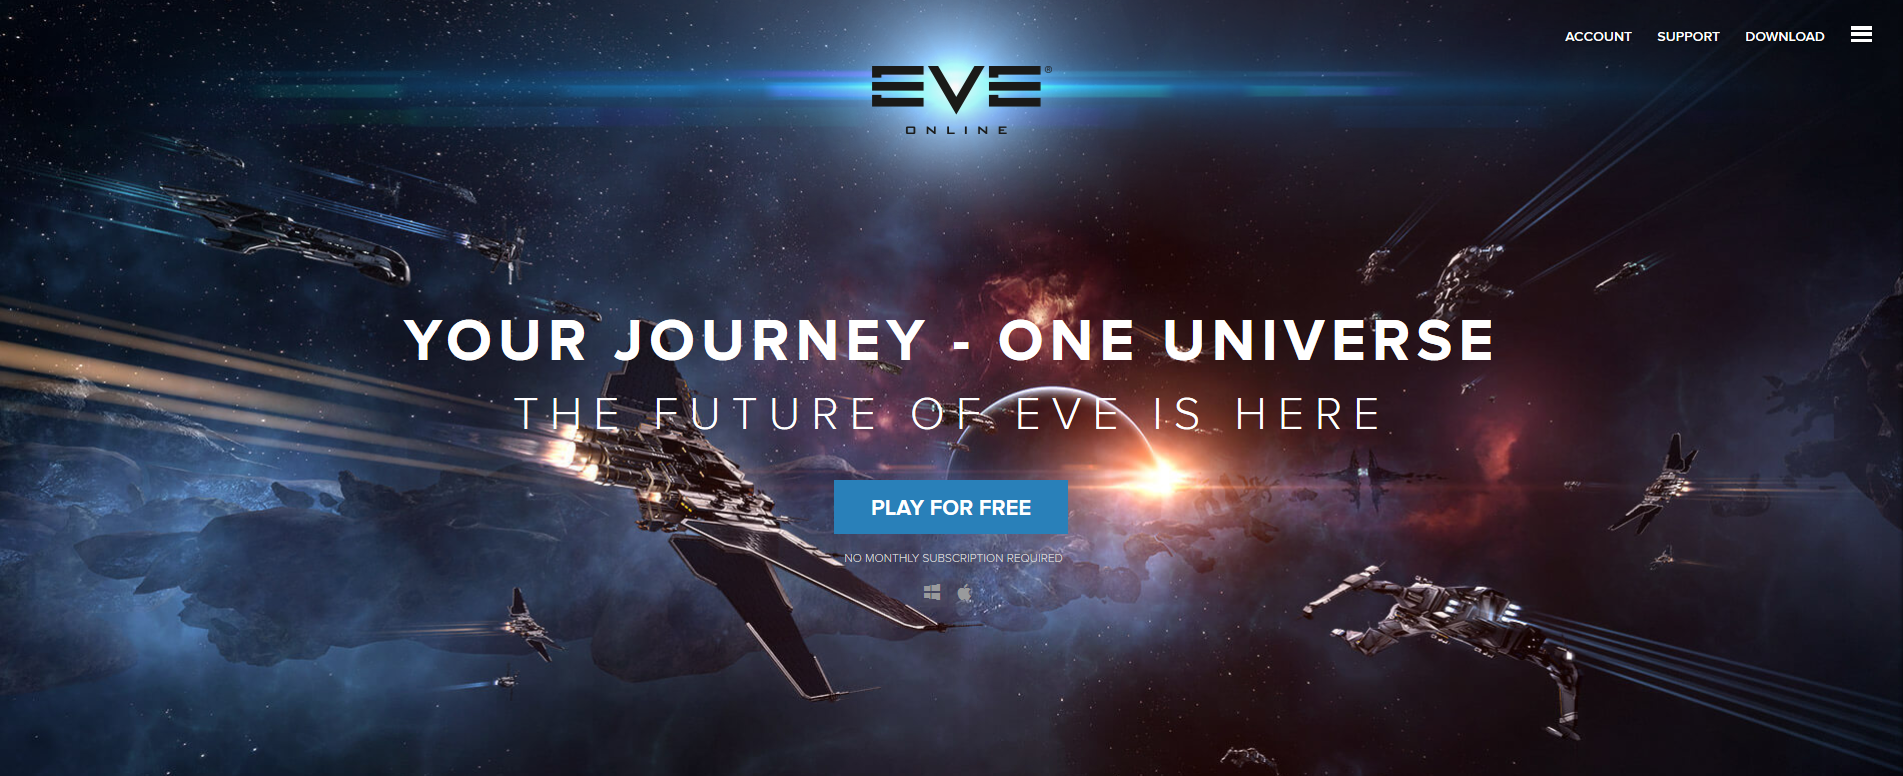 ACCOUNT SUPPORT DOWNLOAD
EVE®
ONLINE
YOUR JOURNEY - ONE UNIVERSE
THE FUTURE OF EVE IS HERE
PLAY FOR FREE
NO MONTHLY SUBSCRIPTION REQUIRED